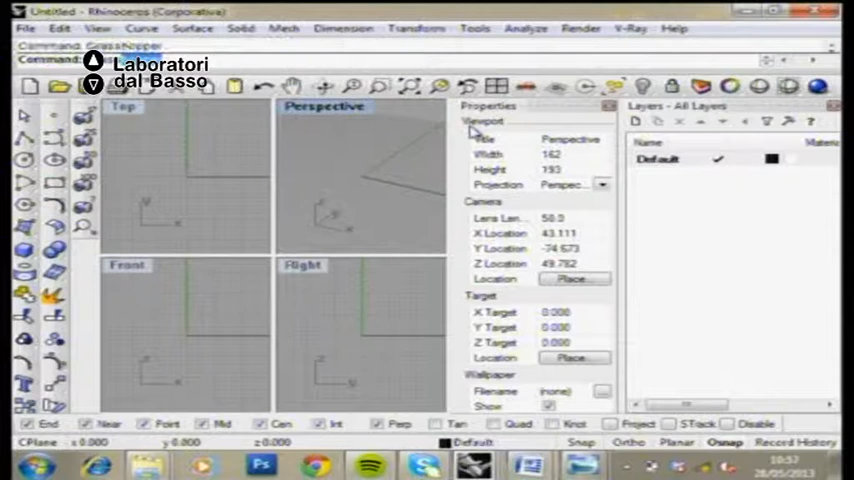 Untitled - Rhinoceros (Corporativa)
File Edit View Curve Surface Solid Mesh Dimension Transform Tools Analyze Render V-Ray Help
Command: Grasshopper
Command:
Laboratori
dal Basso
Top
Perspective
Front
Right
Properties
Viewport
Title Perspective
Width 162
Height 193
Projection Perspec...
Camera
Lens Len... 50.0
X Location 43.111
Y Location -74.673
Z Location 49.782
Location Place...
Target
X Target 0.000
Y Target 0.000
Z Target 0.000
Location Place...
Wallpaper
Filename (none) ...
Show
Layers - All Layers
Name Materia
Default
End Near Point Mid Cen Int Perp Tan Quad Knot Project STrack Disable
CPlane x 0.000 y 0.000 z 0.000 Default Snap Ortho Planar Osnap Record History
10:57
28/05/2013